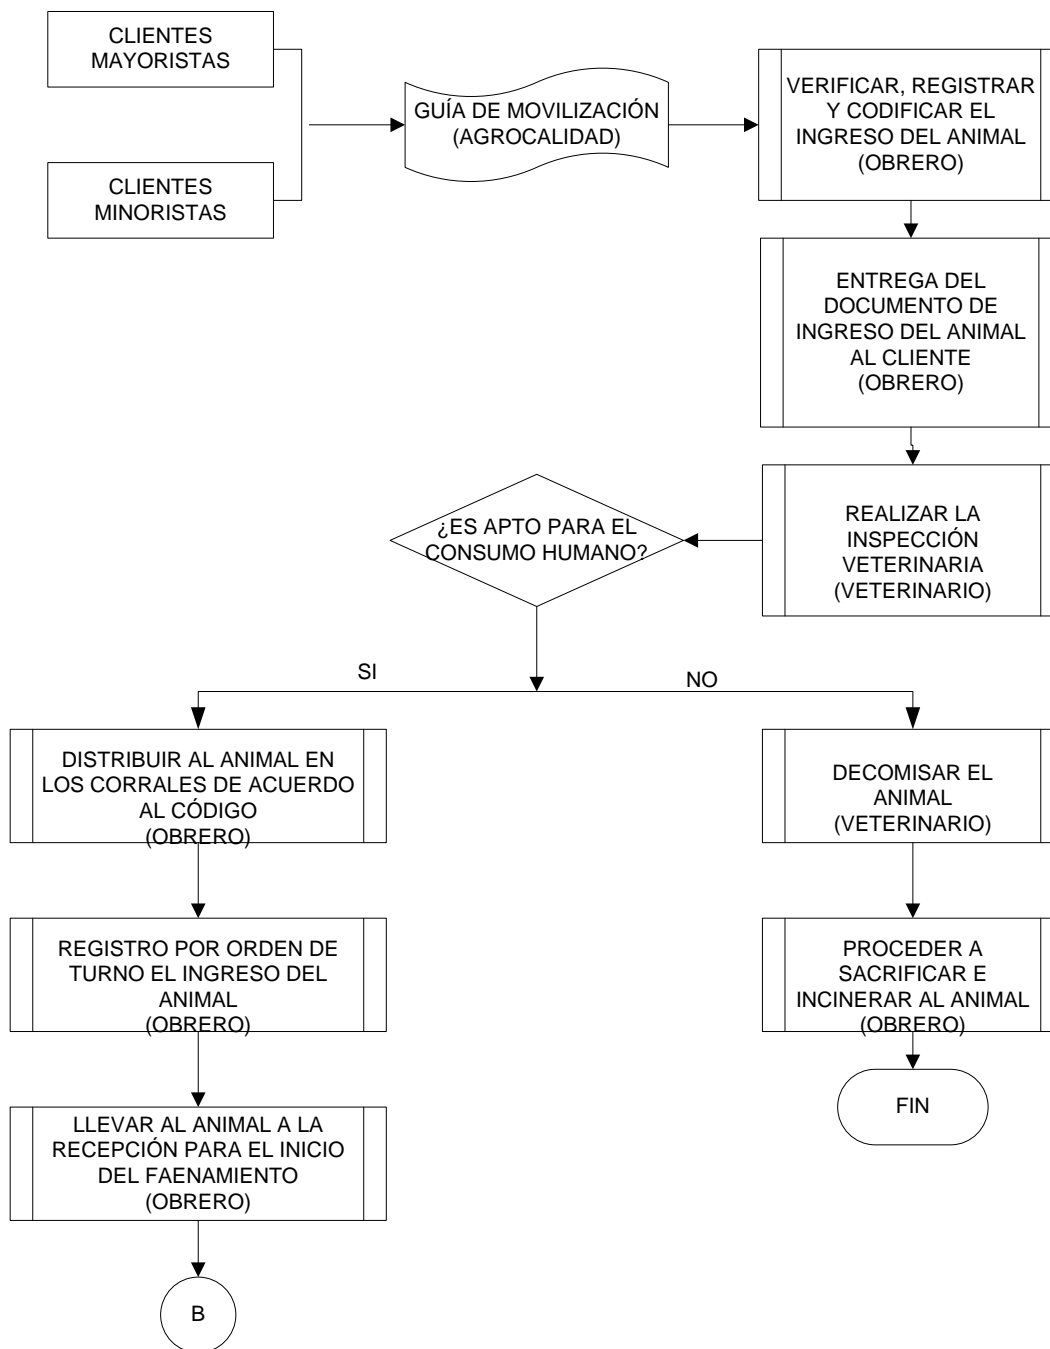 CLIENTES
MAYORISTAS
CLIENTES
MINORISTAS
GUÍA DE MOVILIZACIÓN
(AGROCALIDAD)
VERIFICAR, REGISTRAR
Y CODIFICAR EL
INGRESO DEL ANIMAL
(OBRERO)
ENTREGA DEL
DOCUMENTO DE
INGRESO DEL ANIMAL
AL CLIENTE
(OBRERO)
REALIZAR LA
INSPECCIÓN
VETERINARIA
(VETERINARIO)
¿ES APTO PARA EL
CONSUMO HUMANO?
SI
NO
DISTRIBUIR AL ANIMAL EN
LOS CORRALES DE ACUERDO
AL CÓDIGO
(OBRERO)
DECOMISAR EL
ANIMAL
(VETERINARIO)
REGISTRO POR ORDEN DE
TURNO EL INGRESO DEL
ANIMAL
(OBRERO)
PROCEDER A
SACRIFICAR E
INCINERAR AL ANIMAL
(OBRERO)
LLEVAR AL ANIMAL A LA
RECEPCIÓN PARA EL INICIO
DEL FAENAMIENTO
(OBRERO)
FIN
B